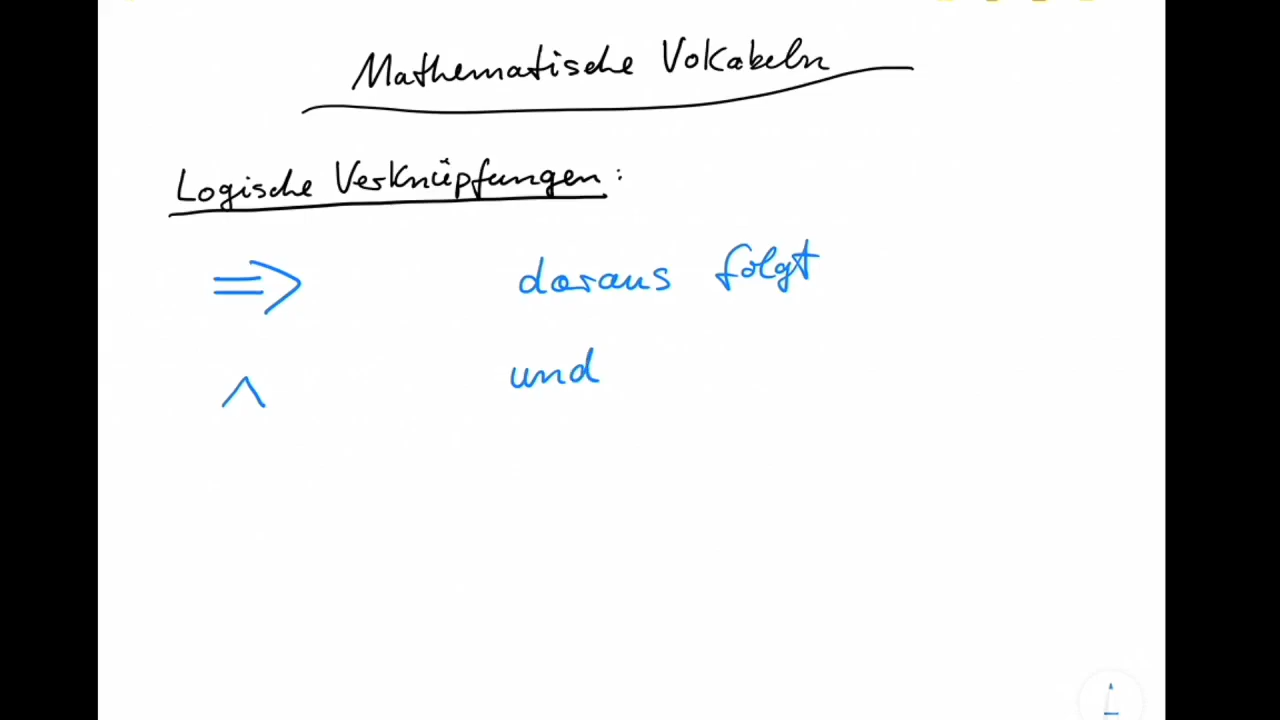 Mathematische Vokabeln
Logische Verknüpfungen:
⇒ daraus folgt
∧ und